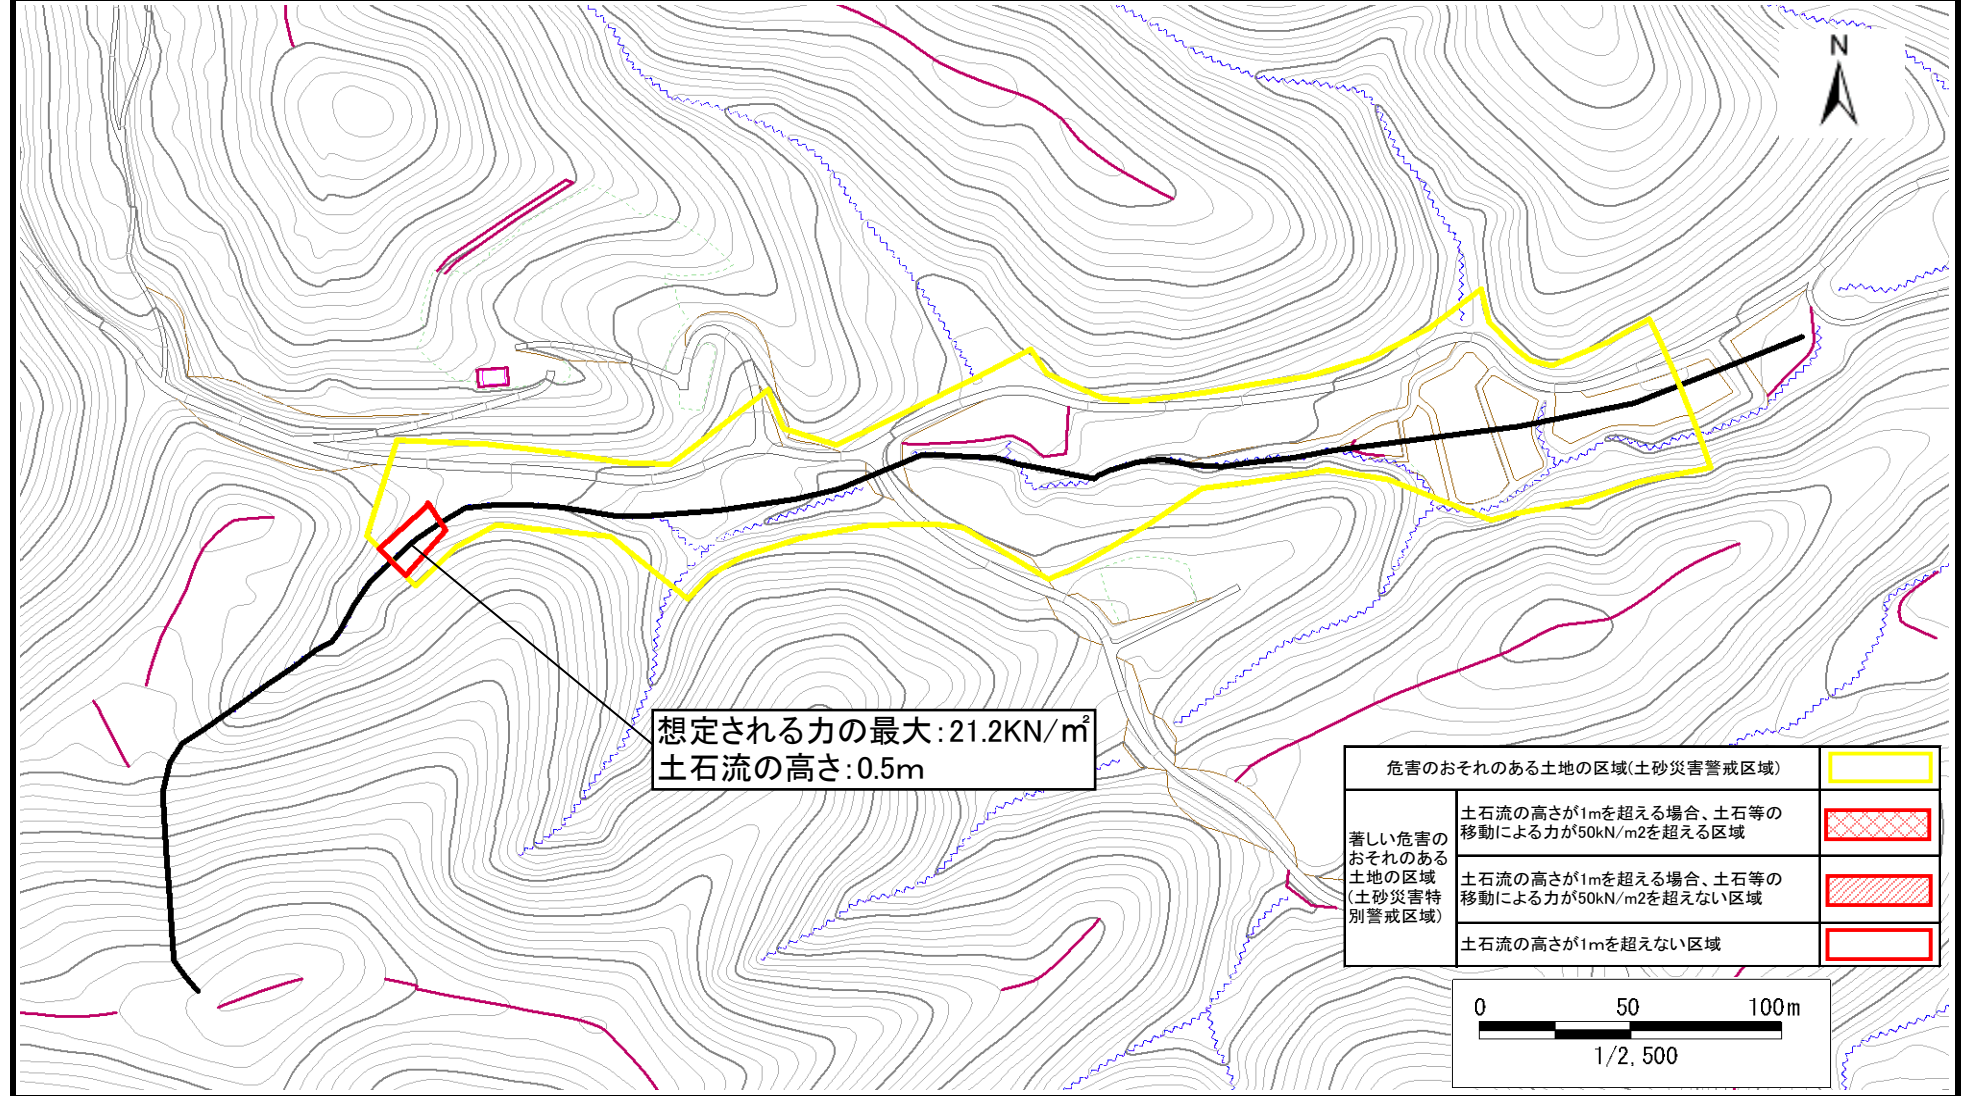 N
想定される力の最大:21.2KN/㎡
土石流の高さ:0.5m
危害のおそれのある土地の区域(土砂災害警戒区域)
著しい危害の
おそれのある
土地の区域
(土砂災害特
別警戒区域)
土石流の高さが1mを超える場合、土石等の
移動による力が50kN/m2を超える区域
土石流の高さが1mを超える場合、土石等の
移動による力が50kN/m2を超えない区域
土石流の高さが1mを超えない区域
0 50 100m
1/2,500